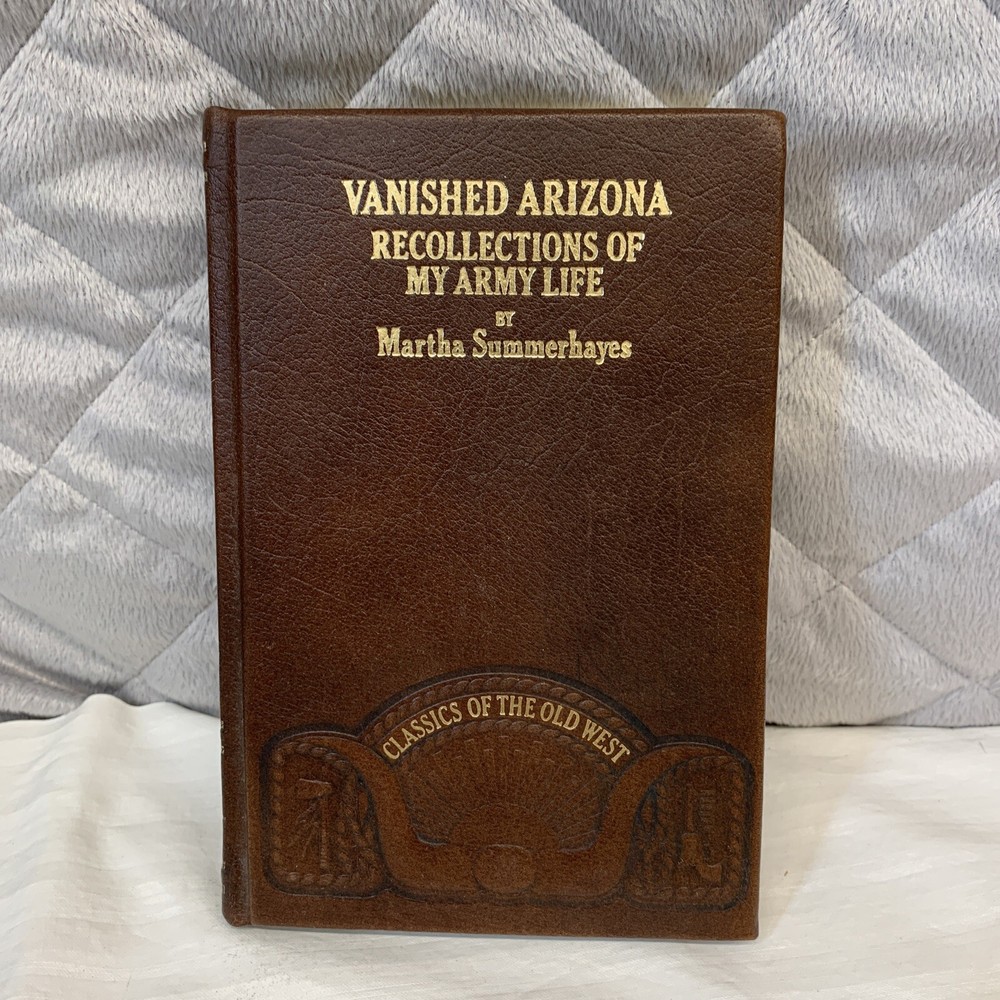 VANISHED ARIZONA
RECOLLECTIONS OF
MY ARMY LIFE
BY
Martha Summerhayes
CLASSICS OF THE OLD WEST